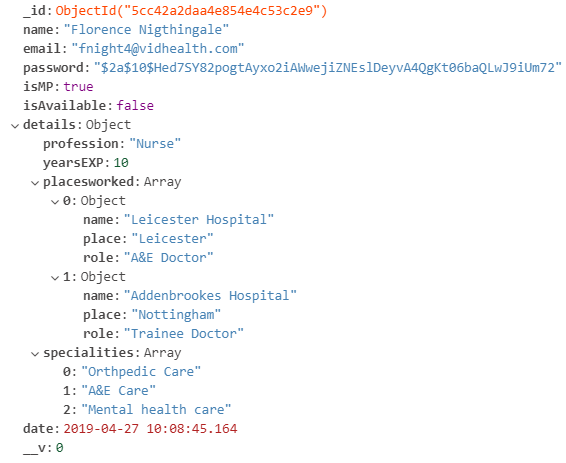 _id: ObjectId("5cc42a2daa4e854e4c53c2e9")
name: "Florence Nigthingale"
email: "fnight4@vidhealth.com"
password: "$2a$10$Hed7SY82pogtAyxo2iAWwejiZNEslDeyvA4QgKt06baQLwJ9iUm72"
isMP: true
isAvailable: false
details: Object
profession: "Nurse"
yearsEXP: 10
placesworked: Array
0: Object
name: "Leicester Hospital"
place: "Leicester"
role: "A&E Doctor"
1: Object
name: "Addenbrookes Hospital"
place: "Nottingham"
role: "Trainee Doctor"
specialities: Array
0: "Orthpedic Care"
1: "A&E Care"
2: "Mental health care"
date: 2019-04-27 10:08:45.164
__v: 0